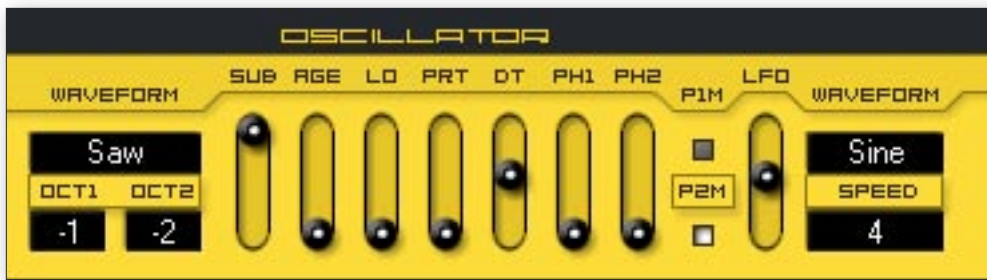 OSCILLATOR
SUB AGE LO PRT DT PH1 PH2 LFO
WAVEFORM P1M WAVEFORM
Saw Sine
OCT1 OCT2 P2M SPEED
-1 -2 4